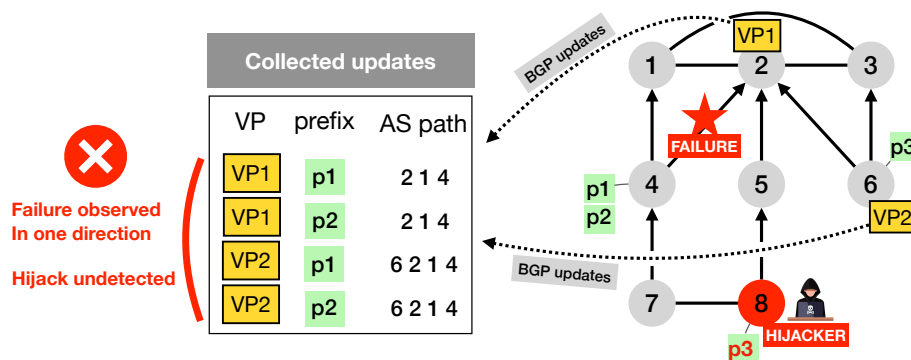 Collected updates
VP prefix AS path
VP1 p1 2 1 4
VP1 p2 2 1 4
VP2 p1 6 2 1 4
VP2 p2 6 2 1 4
Failure observed
In one direction
Hijack undetected
BGP updates
VP1
1 2 3
FAILURE
p3
p1
p2
4 5 6
VP2
BGP updates
7 8
HIJACKER
p3